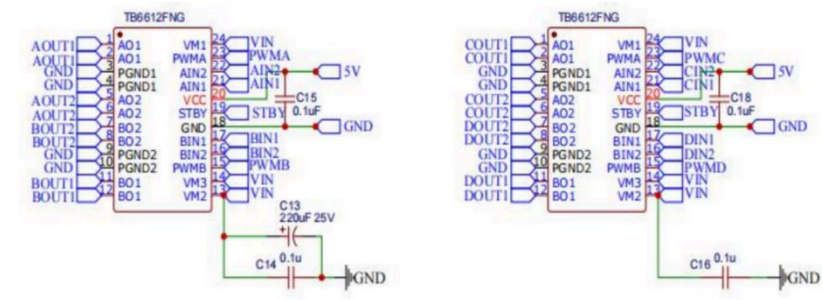 TB6612FNG
AOUT1 1 AO1 VM1 24 VIN
AOUT1 2 AO1 PWMA 23 PWMA
GND 3 PGND1 AIN2 22 AIN2 5V
GND 4 PGND1 AIN1 21 AIN1
AOUT2 5 AO2 VCC 20 C15
AOUT2 6 AO2 STBY 19 STBY 0.1uF
BOUT2 7 BO2 GND 18 GND
BOUT2 8 BO2 BIN1 17 BIN1
GND 9 PGND2 BIN2 16 BIN2
GND 10 PGND2 PWMB 15 PWMB
BOUT1 11 BO1 VM3 14 VIN
BOUT1 12 BO1 VM2 13 VIN
C13
220uF 25V
+
C14 0.1u
GND
TB6612FNG
COUT1 1 AO1 VM1 24 VIN
COUT1 2 AO1 PWMA 23 PWMC
GND 3 PGND1 AIN2 22 CIN2 5V
GND 4 PGND1 AIN1 21 CIN1
COUT2 5 AO2 VCC 20 C18
COUT2 6 AO2 STBY 19 STBY 0.1uF
DOUT2 7 BO2 GND 18 GND
DOUT2 8 BO2 BIN1 17 DIN1
GND 9 PGND2 BIN2 16 DIN2
GND 10 PGND2 PWMB 15 PWMD
DOUT1 11 BO1 VM3 14 VIN
DOUT1 12 BO1 VM2 13 VIN
C16 0.1u
GND